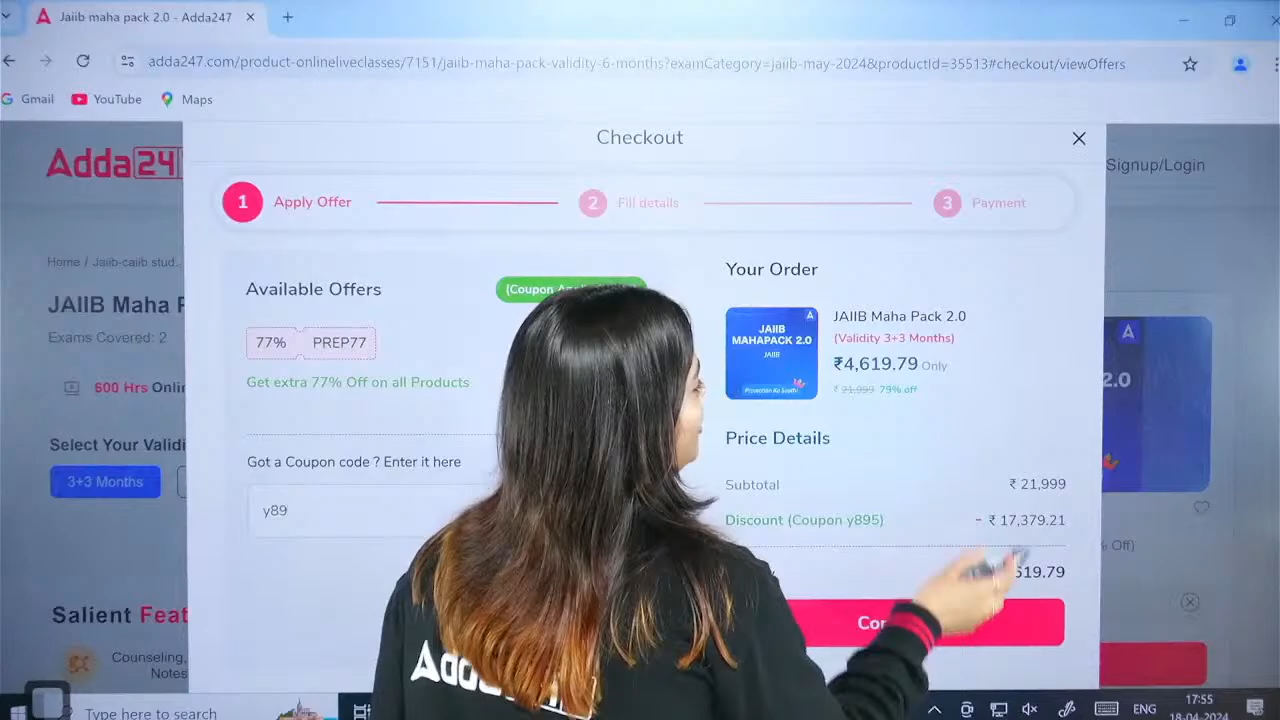 Jaiib maha pack 2.0 - Adda247
adda247.com/product-onlineliveclasses/7151/jaiib-maha-pack-validity-6-months?examCategory=jaiib-may-2024&productId=35513#checkout/viewOffers
Gmail YouTube Maps
Checkout
Adda24
Signup/Login
1 Apply Offer 2 Fill details 3 Payment
Home / Jaiib-caiib stud..
JAIIB Maha P
Exams Covered: 2
600 Hrs Onlin
Select Your Validi
3+3 Months
Salient Feat
Counseling,
Notes
Available Offers
(Coupon
77% PREP77
Get extra 77% Off on all Products
Got a Coupon code ? Enter it here
y89
Your Order
JAIIB
MAHAPACK 2.0
JAIIB
JAIIB Maha Pack 2.0
(Validity 3+3 Months)
₹4,619.79 Only
₹ 21,999 79% off
Price Details
Subtotal ₹ 21,999
Discount (Coupon y895) - ₹ 17,379.21
619.79
Con
2.0
% Off)
Adda
Type here to search
ENG
17:55
18-04-2024